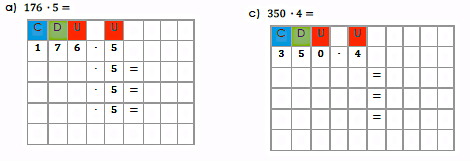 a) 176 · 5 =
C D U U
1 7 6 · 5
· 5 =
· 5 =
· 5 =
c) 350 · 4 =
C D U U
3 5 0 · 4
=
=
=